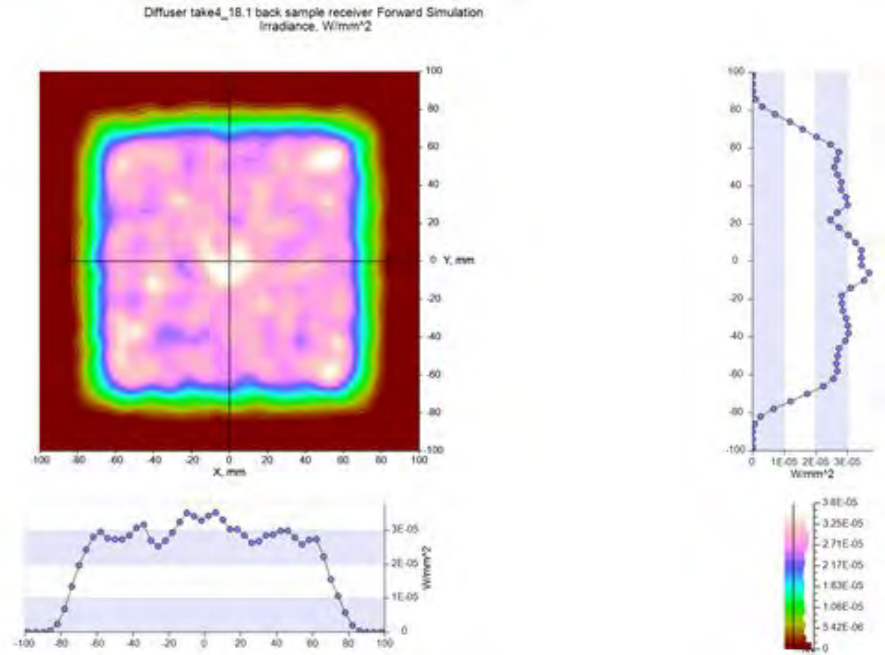 Diffuser take4_18.1 back sample receiver Forward Simulation
Irradiance, W/mm^2
100
80
60
40
20
0 Y, mm
-20
-40
-60
-80
-100
-100 -80 -60 -40 -20 0 20 40 60 80 100
X, mm
100
80
60
40
20
0
-20
-40
-60
-80
-100
0 1E-05 2E-05 3E-05
W/mm^2
3E-05
2E-05
1E-05
0
W/mm^2
-100 -80 -60 -40 -20 0 20 40 60 80 100
3.8E-05
3.25E-05
2.71E-05
2.17E-05
1.63E-05
1.08E-05
5.42E-06
0